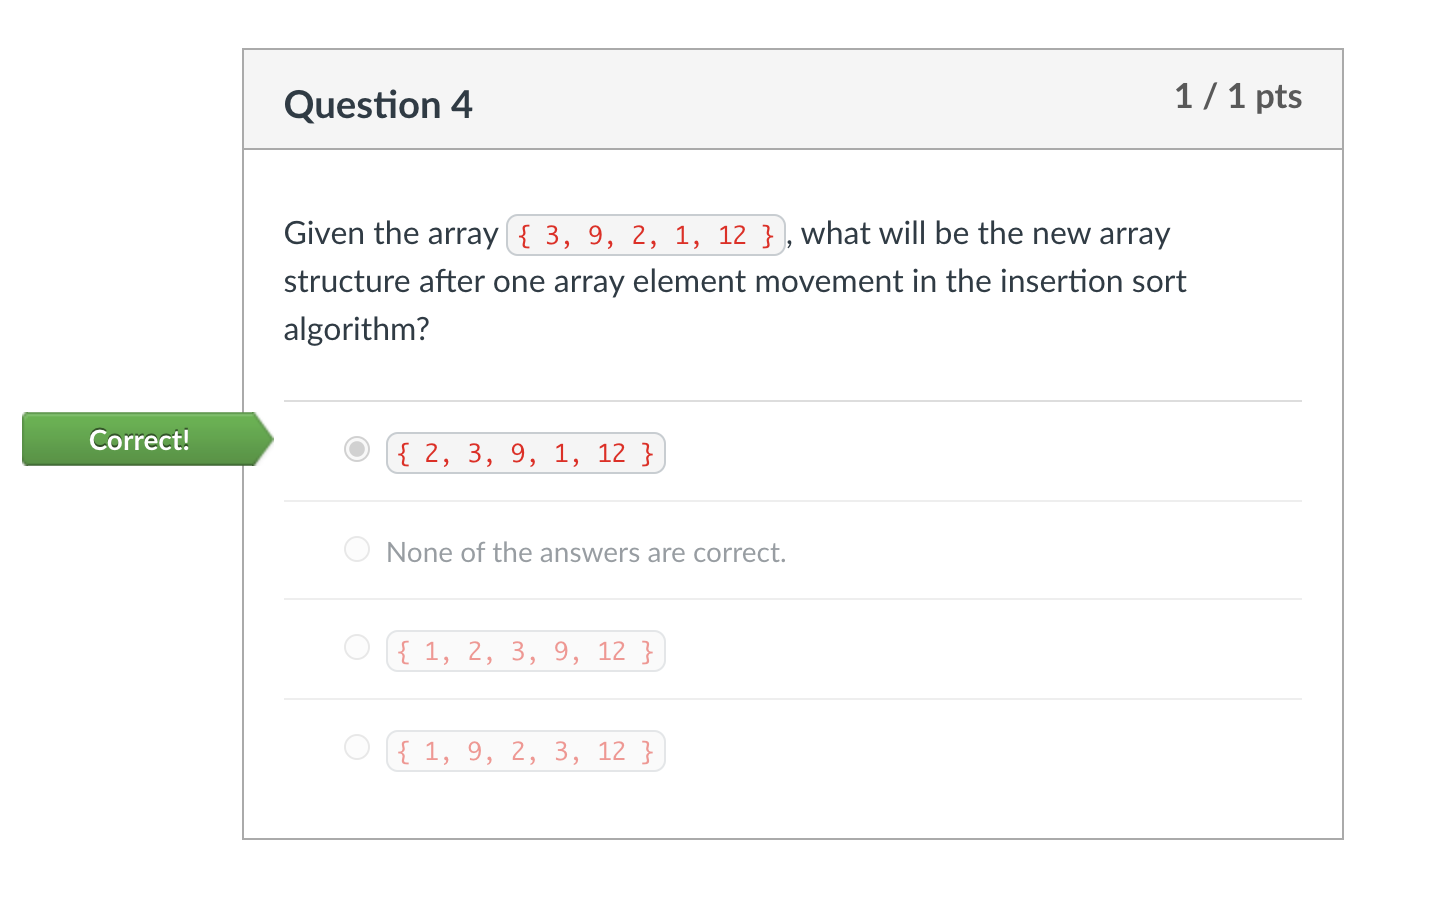 Question 4
1 / 1 pts
Given the array { 3, 9, 2, 1, 12 }, what will be the new array
structure after one array element movement in the insertion sort
algorithm?
Correct!
{ 2, 3, 9, 1, 12 }
None of the answers are correct.
{ 1, 2, 3, 9, 12 }
{ 1, 9, 2, 3, 12 }